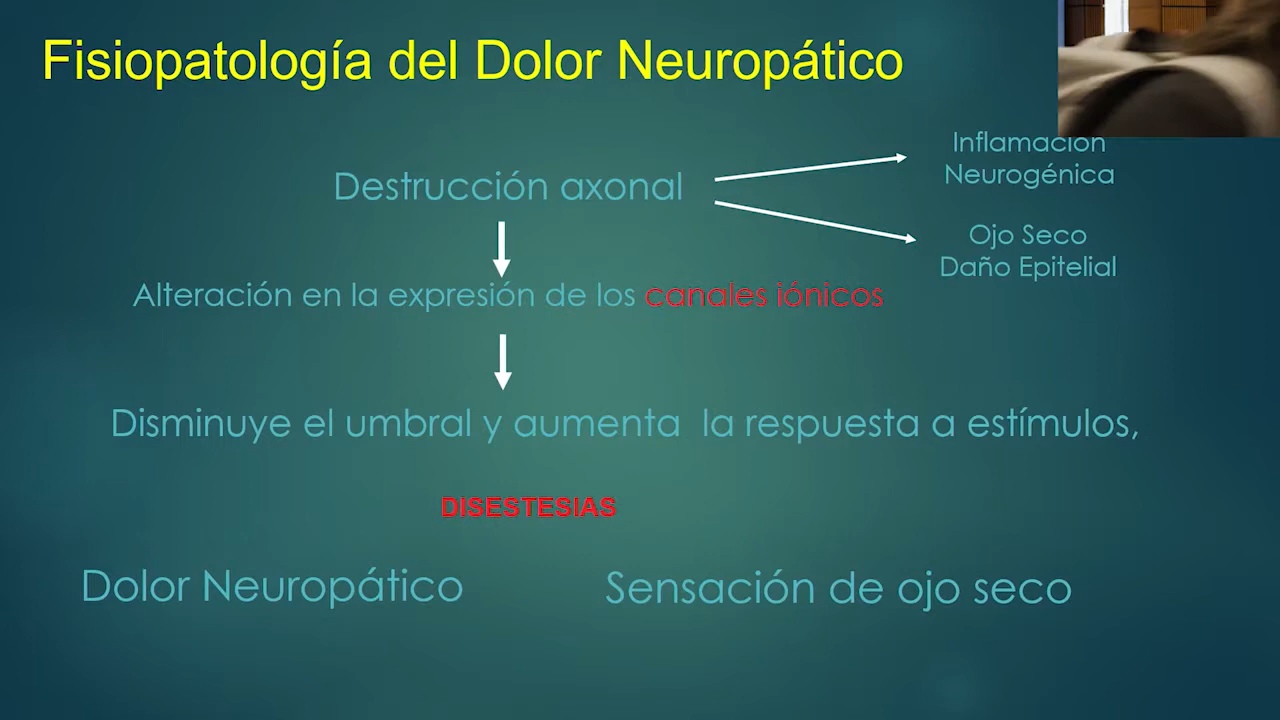 Fisiopatología del Dolor Neuropático
Destrucción axonal
Inflamación
Neurogénica
Ojo Seco
Daño Epitelial
Alteración en la expresión de los canales iónicos
Disminuye el umbral y aumenta la respuesta a estímulos,
DISESTESIAS
Dolor Neuropático
Sensación de ojo seco